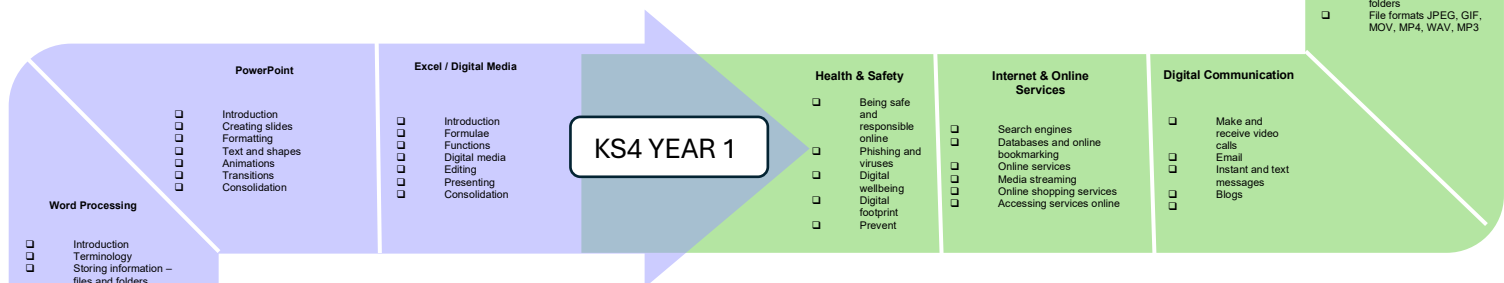 folders
❑ File formats JPEG, GIF,
MOV, MP4, WAV, MP3
PowerPoint
❑ Introduction
❑ Creating slides
❑ Formatting
❑ Text and shapes
❑ Animations
❑ Transitions
❑ Consolidation
Excel / Digital Media
❑ Introduction
❑ Formulae
❑ Functions
❑ Digital media
❑ Editing
❑ Presenting
❑ Consolidation
KS4 YEAR 1
Health & Safety
❑ Being safe
and
responsible
online
❑ Phishing and
viruses
❑ Digital
wellbeing
❑ Digital
footprint
❑ Prevent
Internet & Online
Services
❑ Search engines
❑ Databases and online
bookmarking
❑ Online services
❑ Media streaming
❑ Online shopping services
❑ Accessing services online
Digital Communication
❑ Make and
receive video
calls
❑ Email
❑ Instant and text
messages
❑ Blogs
❑
Word Processing
❑ Introduction
❑ Terminology
❑ Storing information –
files and folders